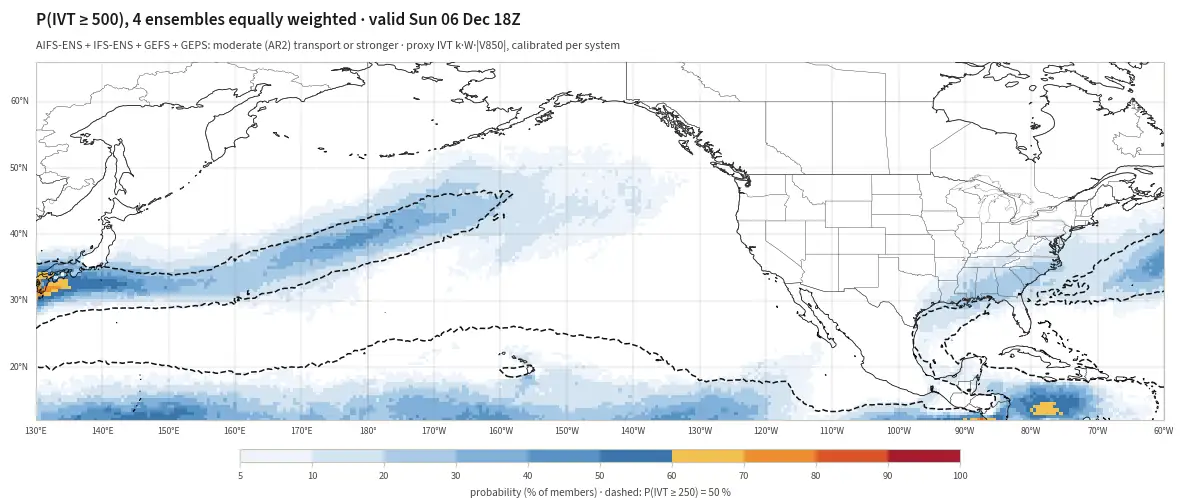 P(IVT ≥ 500), 4 ensembles equally weighted · valid Sun 06 Dec 18Z
AIFS-ENS + IFS-ENS + GEFS + GEPS: moderate (AR2) transport or stronger · proxy IVT k·W·|V850|, calibrated per system
60°N
50°N
40°N
30°N
20°N
130°E 140°E 150°E 160°E 170°E 180° 170°W 160°W 150°W 140°W 130°W 120°W 110°W 100°W 90°W 80°W 70°W 60°W
5 10 20 30 40 50 60 70 80 90 100
probability (% of members) · dashed: P(IVT ≥ 250) = 50 %